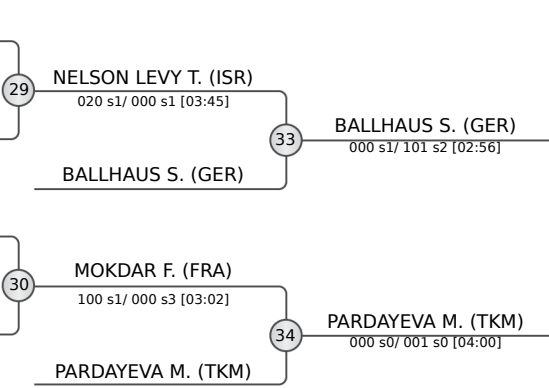 29
NELSON LEVY T. (ISR)
020 s1/ 000 s1 [03:45]
33
BALLHAUS S. (GER)
000 s1/ 101 s2 [02:56]
BALLHAUS S. (GER)
30
MOKDAR F. (FRA)
100 s1/ 000 s3 [03:02]
34
PARDAYEVA M. (TKM)
000 s0/ 001 s0 [04:00]
PARDAYEVA M. (TKM)